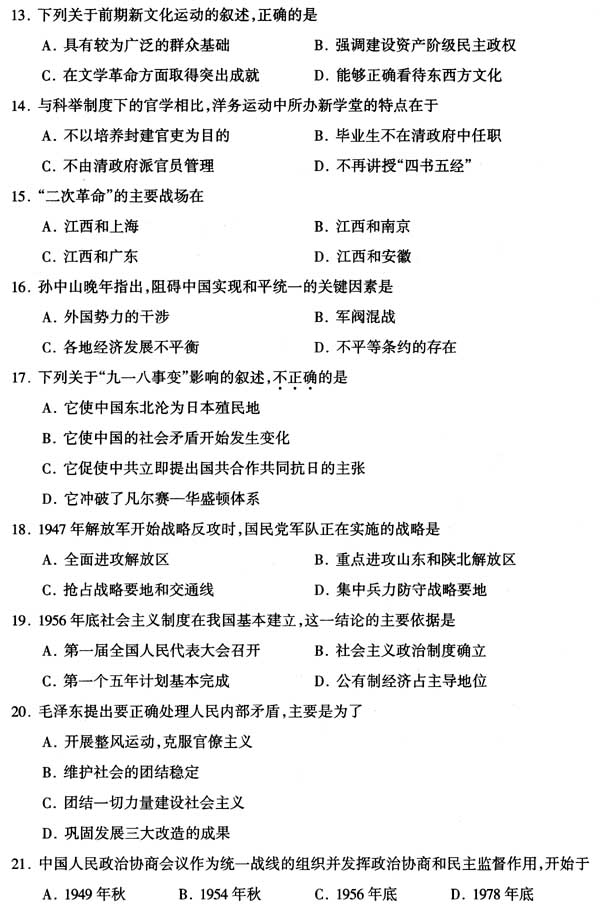 13. 下列关于前期新文化运动的叙述,正确的是
A. 具有较为广泛的群众基础 B. 强调建设资产阶级民主政权
C. 在文学革命方面取得突出成就 D. 能够正确看待东西方文化
14. 与科举制度下的官学相比,洋务运动中所办新学堂的特点在于
A. 不以培养封建官吏为目的 B. 毕业生不在清政府中任职
C. 不由清政府派官员管理 D. 不再讲授“四书五经”
15. “二次革命”的主要战场在
A. 江西和上海 B. 江西和南京
C. 江西和广东 D. 江西和安徽
16. 孙中山晚年指出,阻碍中国实现和平统一的关键因素是
A. 外国势力的干涉 B. 军阀混战
C. 各地经济发展不平衡 D. 不平等条约的存在
17. 下列关于“九一八事变”影响的叙述,不正确的是
A. 它使中国东北沦为日本殖民地
B. 它使中国的社会矛盾开始发生变化
C. 它促使中共立即提出国共合作共同抗日的主张
D. 它冲破了凡尔赛—华盛顿体系
18. 1947年解放军开始战略反攻时,国民党军队正在实施的战略是
A. 全面进攻解放区 B. 重点进攻山东和陕北解放区
C. 抢占战略要地和交通线 D. 集中兵力防守战略要地
19. 1956年底社会主义制度在我国基本建立,这一结论的主要依据是
A. 第一届全国人民代表大会召开 B. 社会主义政治制度确立
C. 第一个五年计划基本完成 D. 公有制经济占主导地位
20. 毛泽东提出要正确处理人民内部矛盾,主要是为了
A. 开展整风运动,克服官僚主义
B. 维护社会的团结稳定
C. 团结一切力量建设社会主义
D. 巩固发展三大改造的成果
21. 中国人民政治协商会议作为统一战线的组织并发挥政治协商和民主监督作用,开始于
A. 1949年秋 B. 1954年秋 C. 1956年底 D. 1978年底